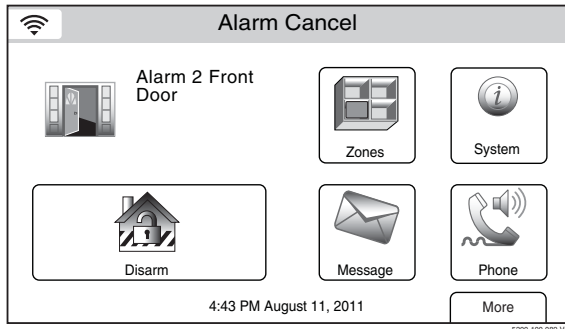 Alarm Cancel
Alarm 2 Front
Door
Zones
System
Disarm
Message
Phone
4:43 PM August 11, 2011
More